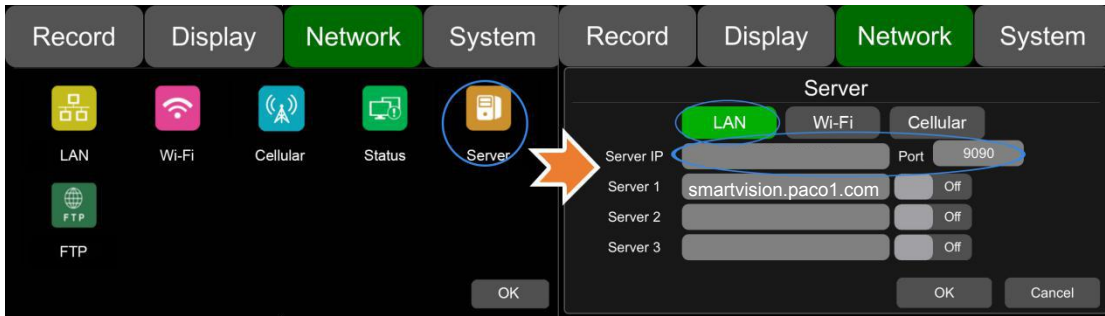 Record Display Network System
LAN Wi-Fi Cellular Status Server
FTP
FTP
OK
Record Display Network System
Server
LAN Wi-Fi Cellular
Server IP Port 9090
Server 1 smartvision.paco1.com Off
Server 2 Off
Server 3 Off
OK Cancel